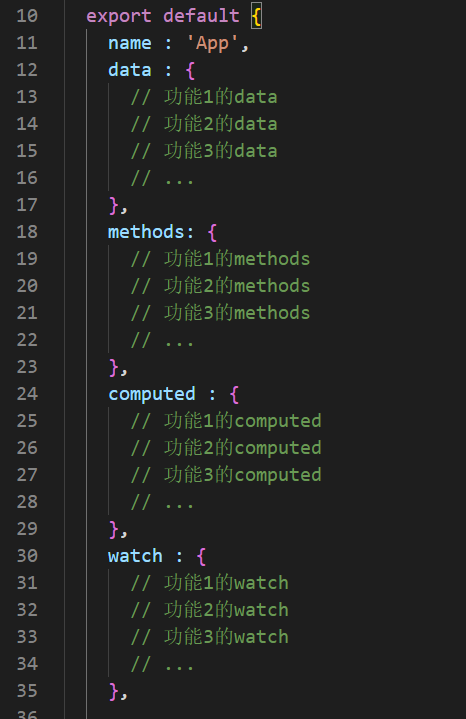 10 export default {
11 name : 'App',
12 data : {
13 // 功能1的data
14 // 功能2的data
15 // 功能3的data
16 // ...
17 },
18 methods: {
19 // 功能1的methods
20 // 功能2的methods
21 // 功能3的methods
22 // ...
23 },
24 computed : {
25 // 功能1的computed
26 // 功能2的computed
27 // 功能3的computed
28 // ...
29 },
30 watch : {
31 // 功能1的watch
32 // 功能2的watch
33 // 功能3的watch
34 // ...
35 },
36